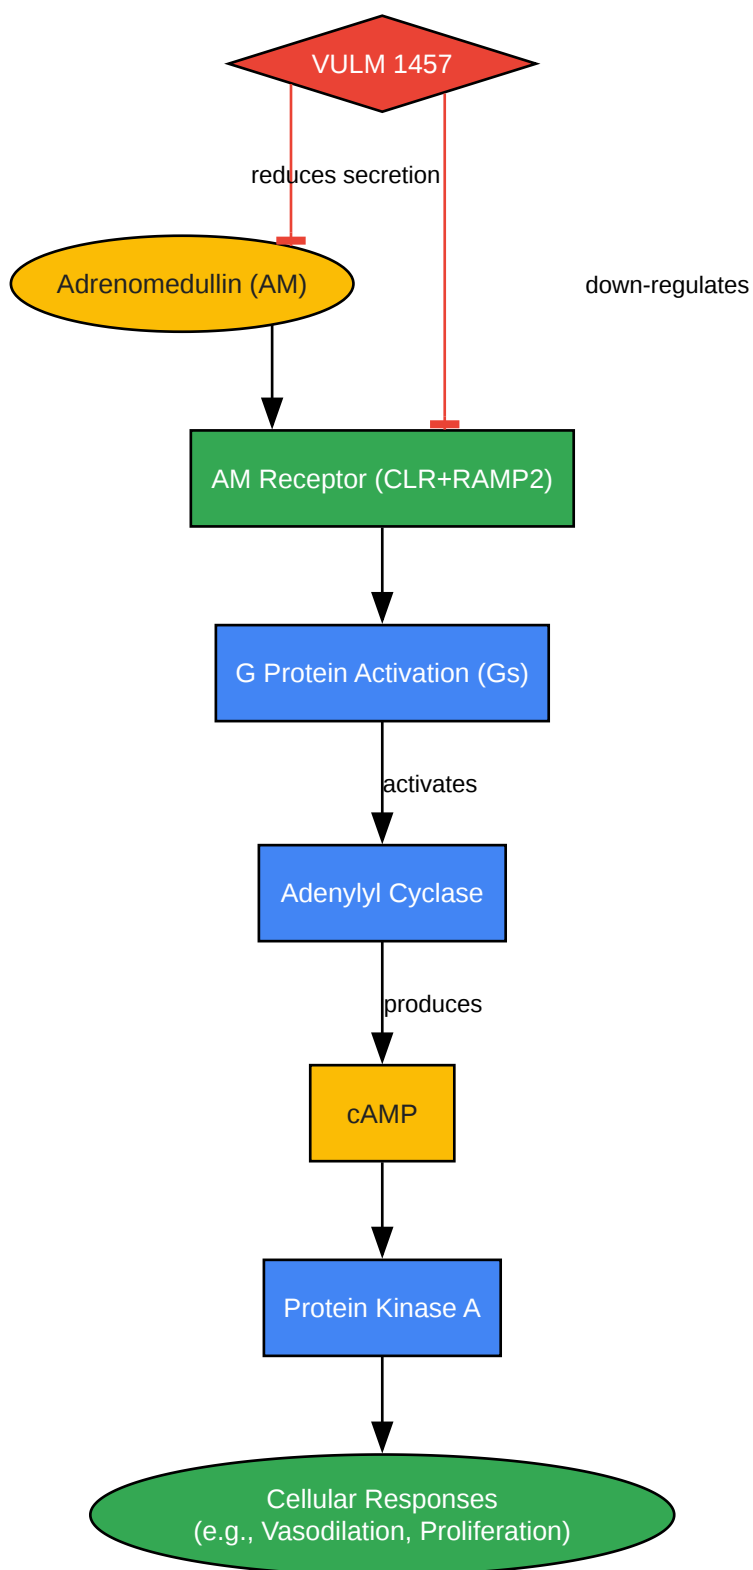 VULM 1457
reduces secretion
Adrenomedullin (AM)
down-regulates
AM Receptor (CLR+RAMP2)
G Protein Activation (Gs)
activates
Adenylyl Cyclase
produces
cAMP
Protein Kinase A
Cellular Responses
(e.g., Vasodilation, Proliferation)